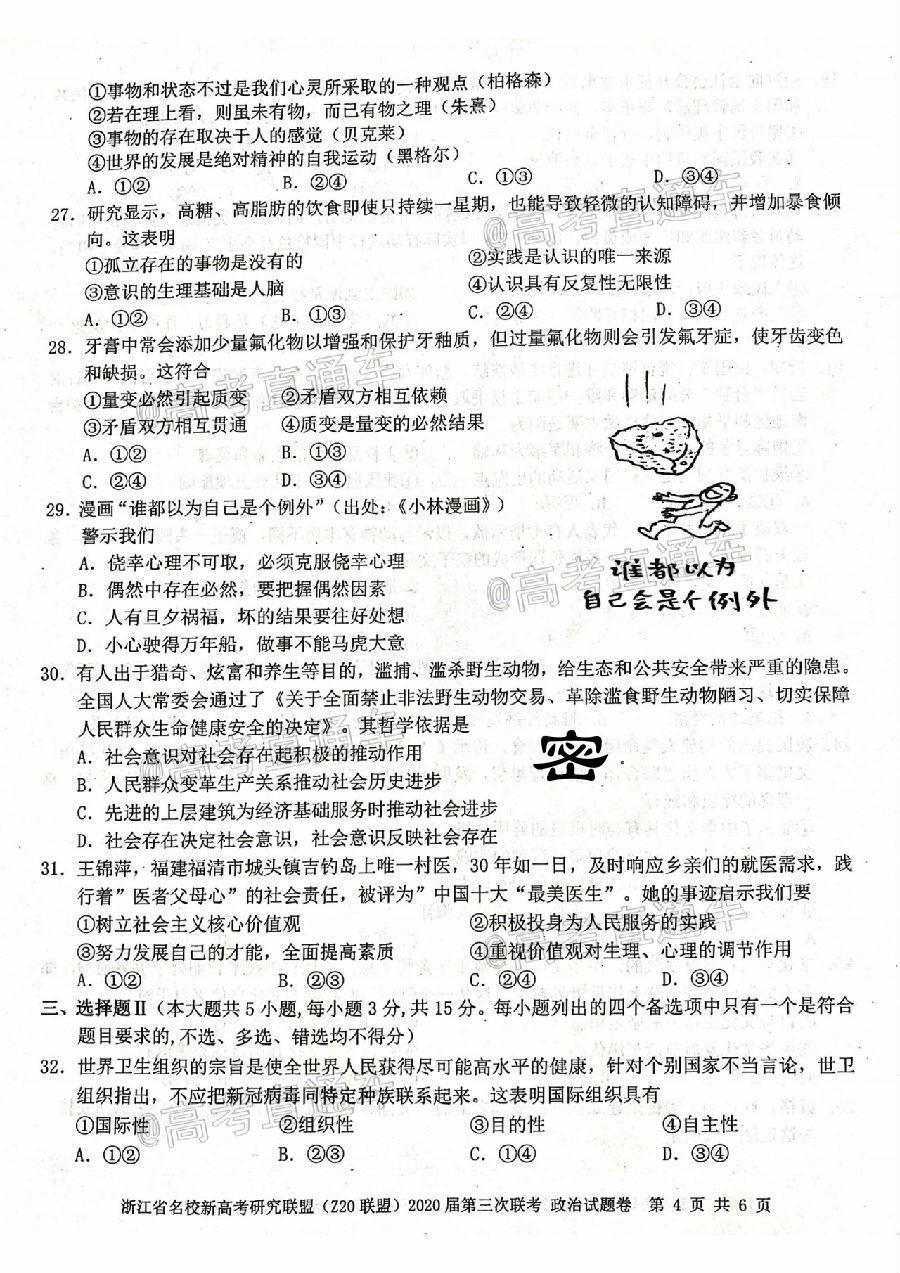 ①事物和状态不过是我们心灵所采取的一种观点(柏格森)
②若在理上看,则虽未有物,而已有物之理(朱熹)
③事物的存在取决于人的感觉(贝克莱)
④世界的发展是绝对精神的自我运动(黑格尔)
A. ①② B. ②④ C. ①③ D. ③④
27. 研究显示,高糖、高脂肪的饮食即使只持续一星期,也能导致轻微的认知障碍,并增加暴食倾
向。这表明
①孤立存在的事物是没有的 ②实践是认识的唯一来源
③意识的生理基础是人脑 ④认识具有反复性无限性
A. ①② B. ①③ C. ②④ D. ③④
28. 牙膏中常会添加少量氟化物以增强和保护牙釉质,但过量氟化物则会引发氟牙症,使牙齿变色
和缺损。这符合
①量变必然引起质变 ②矛盾双方相互依赖
③矛盾双方相互贯通 ④质变是量变的必然结果
A. ①② B. ①③
C. ②④ D. ③④
29. 漫画“谁都以为自己是个例外”(出处:《小林漫画》)
警示我们
A. 侥幸心理不可取,必须克服侥幸心理
B. 偶然中存在必然,要把握偶然因素
C. 人有旦夕祸福,坏的结果要往好处想
D. 小心驶得万年船,做事不能马虎大意
谁都以为
自己会是个例外
30. 有人出于猎奇、炫富和养生等目的,滥捕、滥杀野生动物,给生态和公共安全带来严重的隐患。
全国人大常委会通过了《关于全面禁止非法野生动物交易、革除滥食野生动物陋习、切实保障
人民群众生命健康安全的决定》。其哲学依据是
A. 社会意识对社会存在起积极的推动作用
B. 人民群众变革生产关系推动社会历史进步
C. 先进的上层建筑为经济基础服务时推动社会进步
D. 社会存在决定社会意识,社会意识反映社会存在
密
31. 王锦萍,福建福清市城头镇吉钓岛上唯一村医,30 年如一日,及时响应乡亲们的就医需求,践
行着”医者父母心”的社会责任,被评为”中国十大“最美医生”。她的事迹启示我们要
①树立社会主义核心价值观 ②积极投身为人民服务的实践
③努力发展自己的才能,全面提高素质 ④重视价值观对生理、心理的调节作用
A. ①② B. ①③ C. ②④ D. ③④
三、选择题Ⅱ(本大题共 5 小题,每小题 3 分,共 15 分。每小题列出的四个备选项中只有一个是符合
题目要求的,不选、多选、错选均不得分)
32. 世界卫生组织的宗旨是使全世界人民获得尽可能高水平的健康,针对个别国家不当言论,世卫
组织指出,不应把新冠病毒同特定种族联系起来。这表明国际组织具有
①国际性 ②组织性 ③目的性 ④自主性
A. ①② B. ①③ C. ②④ D. ③④
浙江省名校新高考研究联盟(Z20 联盟)2020 届第三次联考 政治试题卷 第 4 页 共 6 页
@高考直通车
@高考直通车
@高考直通车
@高考直通车
@高考直通车
@高考直通车